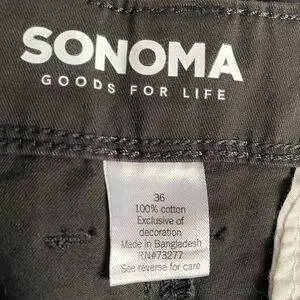 SONOMA
GOODS FOR LIFE
36
100% cotton
Exclusive of
decoration
Made in Bangladesh
RN#73277
See reverse for care